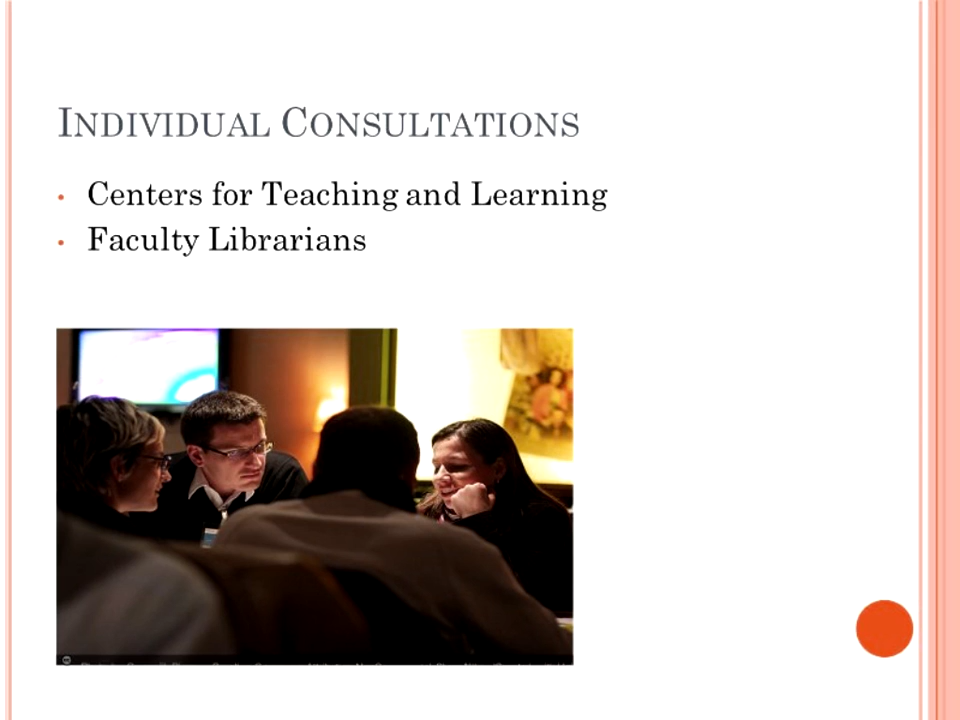 Individual Consultations
• Centers for Teaching and Learning
• Faculty Librarians